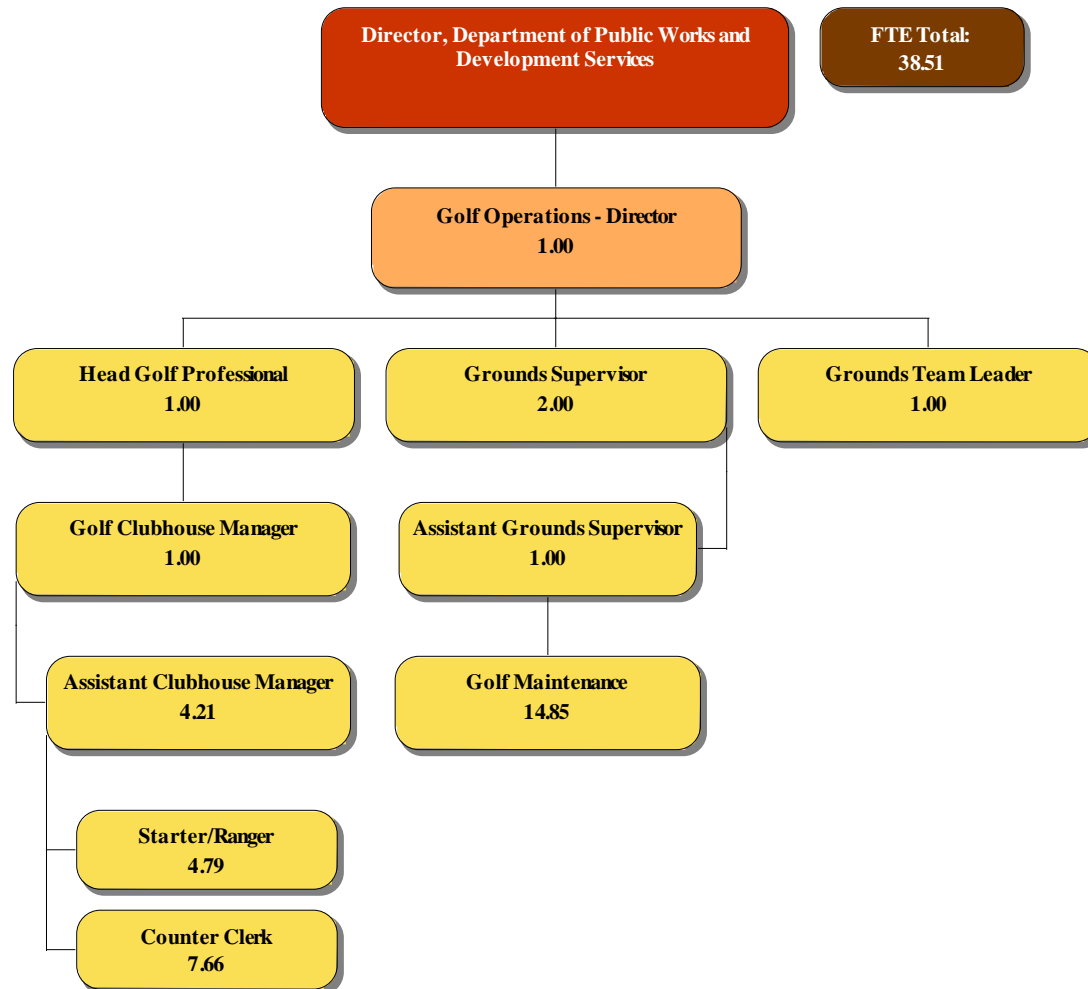 Director, Department of Public Works and
Development Services
FTE Total:
38.51
Golf Operations - Director
1.00
Head Golf Professional
1.00
Grounds Supervisor
2.00
Grounds Team Leader
1.00
Golf Clubhouse Manager
1.00
Assistant Grounds Supervisor
1.00
Assistant Clubhouse Manager
4.21
Golf Maintenance
14.85
Starter/Ranger
4.79
Counter Clerk
7.66